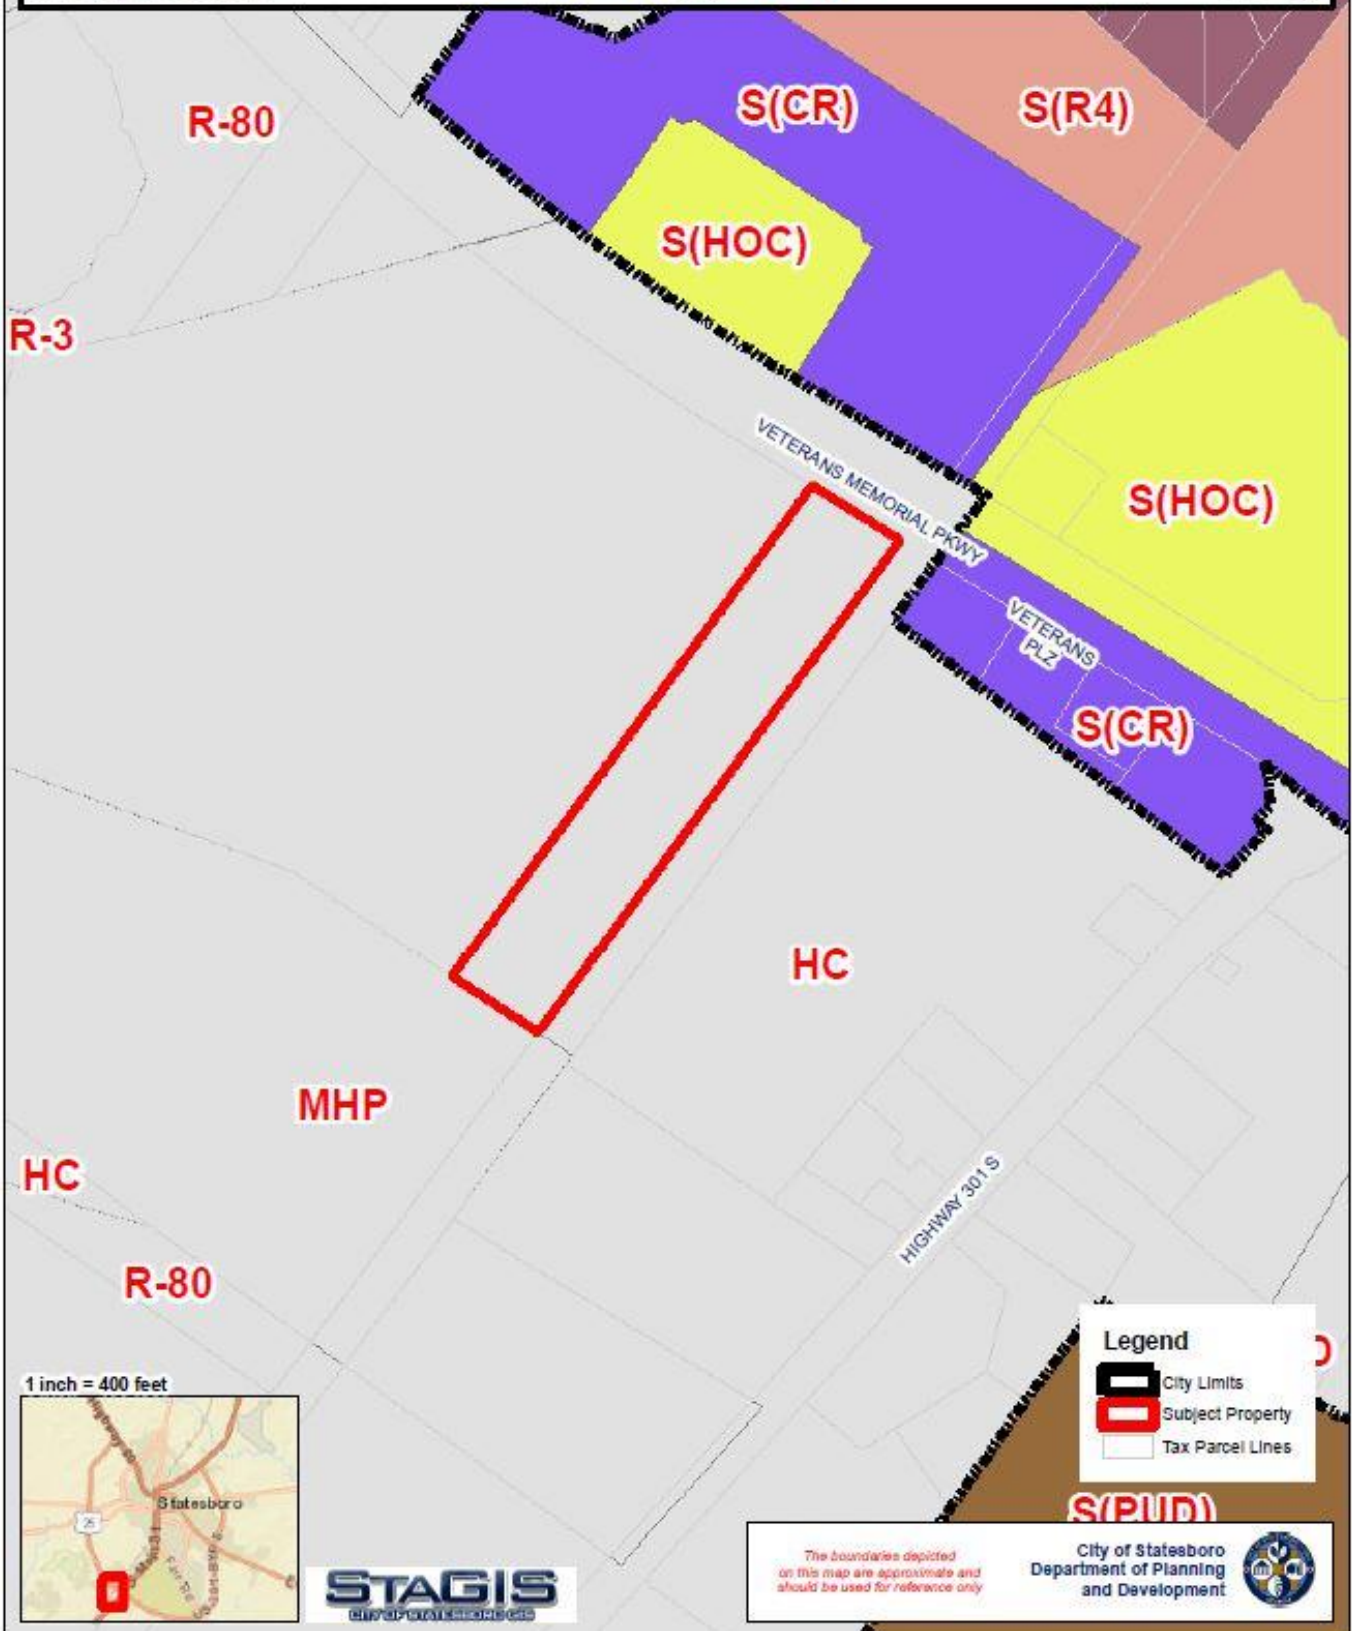 S(CR)
S(R4)
R-80
S(HOC)
R-3
VETERANS MEMORIAL PKWY
S(HOC)
VETERANS
PLZ
S(CR)
HC
MHP
HC
HIGHWAY 301 S
R-80
Legend
City Limits
Subject Property
Tax Parcel Lines
1 inch = 400 feet
Statesboro
25
S(PUD)
STAGIS
CITY OF STATESBORO GIS
The boundaries depicted
on this map are approximate and
should be used for reference only
City of Statesboro
Department of Planning
and Development